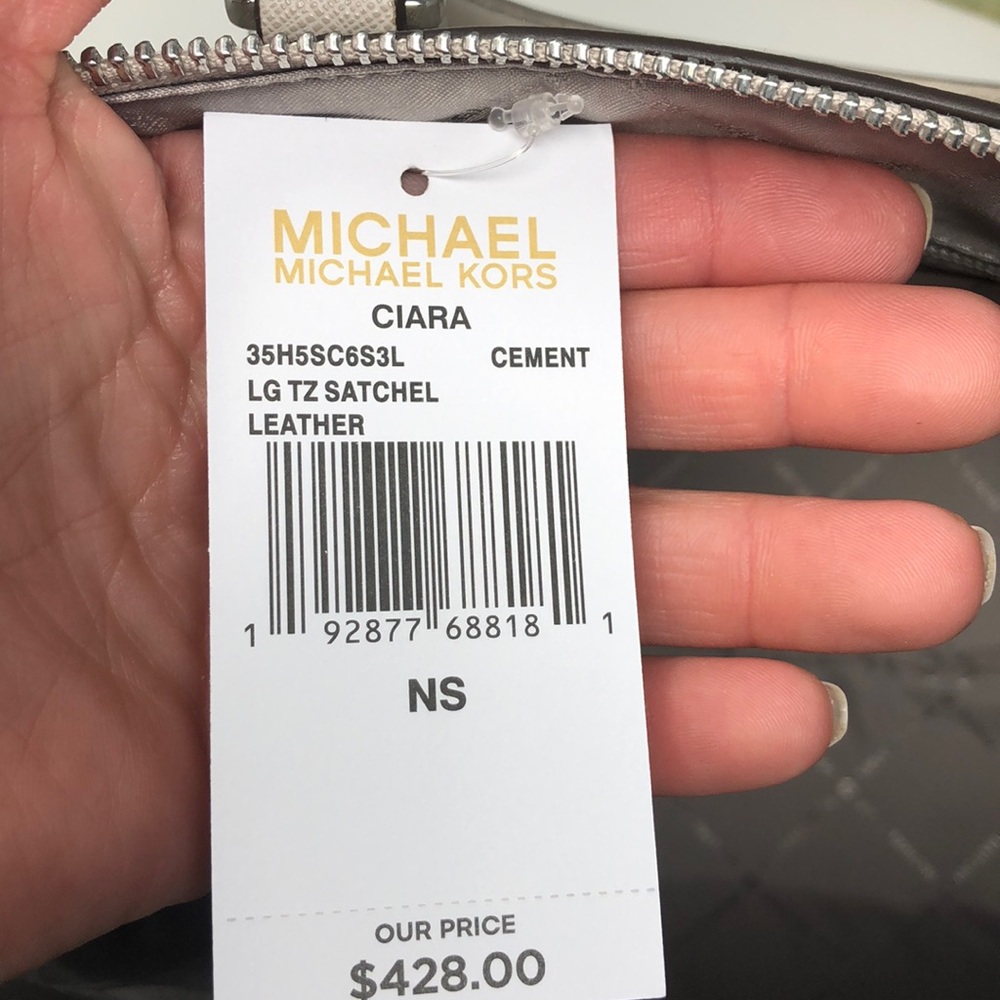 MICHAEL
MICHAEL KORS
CIARA
35H5SC6S3L CEMENT
LG TZ SATCHEL
LEATHER
1 92877 68818 1
NS
OUR PRICE
$428.00